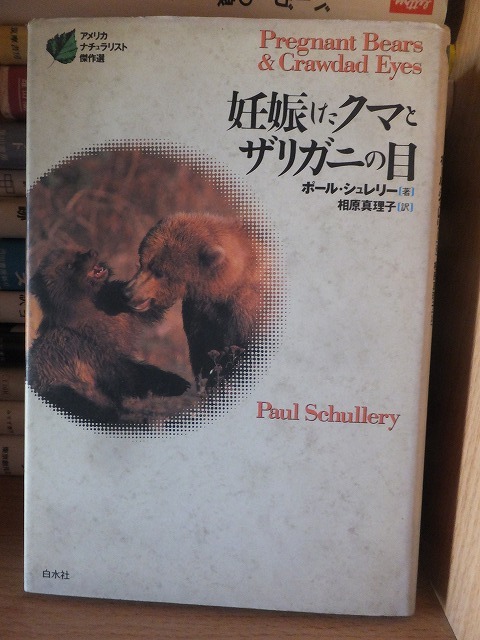 アメリカ
ナチュラリスト
傑作選
Pregnant Bears
& Crawdad Eyes
妊娠したクマと
ザリガニの目
ポール・シュレリー[著]
相原真理子[訳]
Paul Schullery
白水社